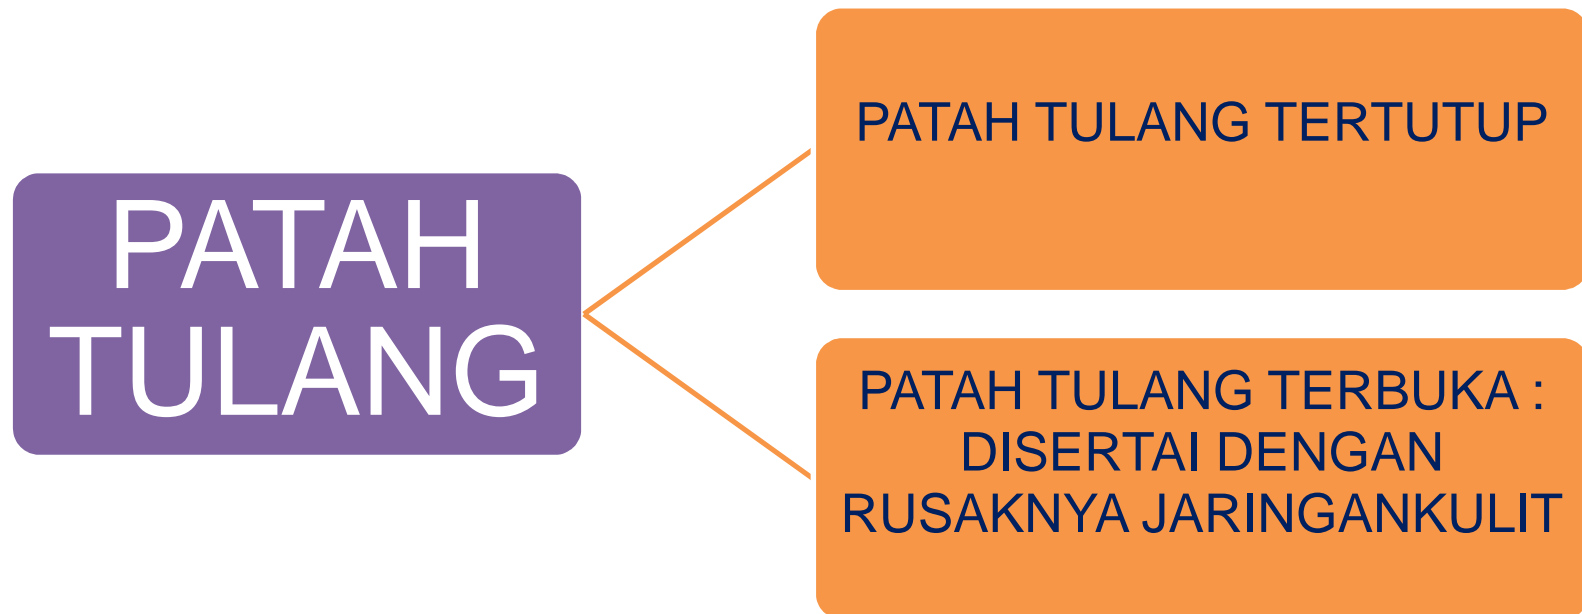 PATAH
TULANG
PATAH TULANG TERTUTUP
PATAH TULANG TERBUKA :
DISERTAI DENGAN
RUSAKNYA JARINGANKULIT